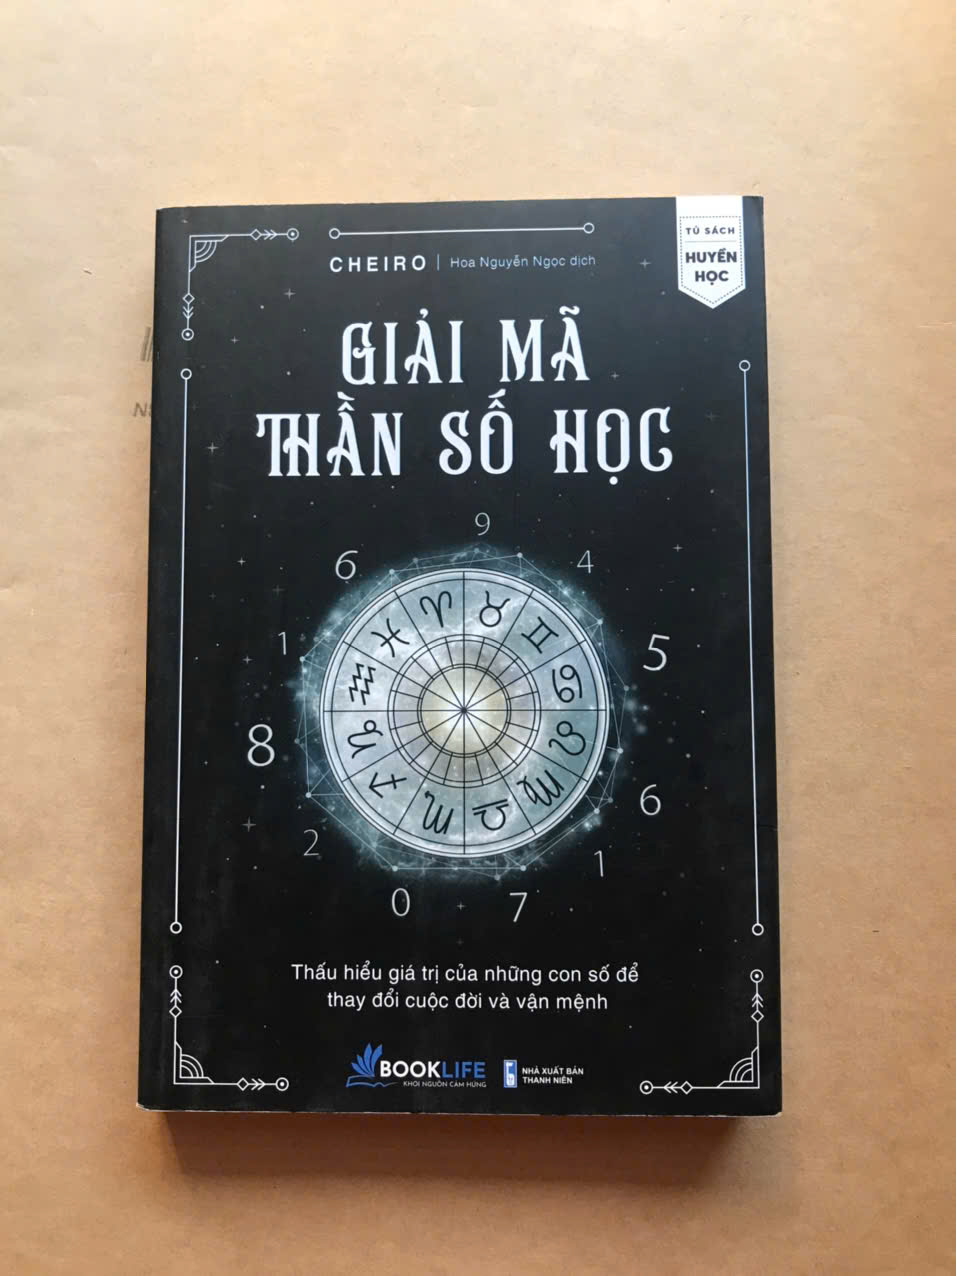 CHEIRO | Hoa Nguyễn Ngọc dịch
TỦ SÁCH
HUYỀN
HỌC
GIẢI MÃ
THẦN SỐ HỌC
9
6
4
1
5
8
6
2
1
0
7
Thấu hiểu giá trị của những con số để
thay đổi cuộc đời và vận mệnh
BOOKLIFE
KHƠI NGUỒN CẢM HỨNG
NHÀ XUẤT BẢN
THANH NIÊN